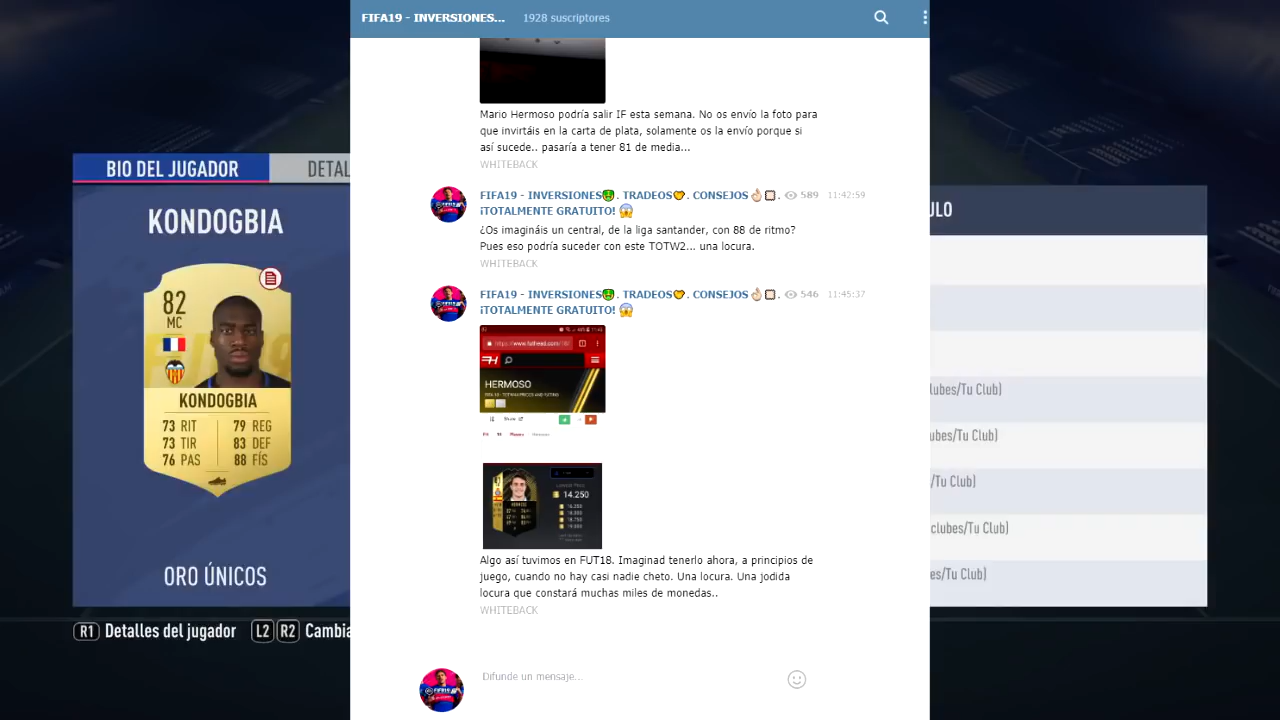 FIFA19 - INVERSIONES... 1928 suscriptores
BIO DEL JUGADOR
DETAL
KONDOGBIA
82
MC
KONDOGBIA
73 RIT 79 REG
73 TIR 83 DEF
76 PAS 88 FÍS
ORO ÚNICOS
R1 Detalles del jugador L2 R2 Cambia
Mario Hermoso podría salir IF esta semana. No os envío la foto para
que invirtáis en la carta de plata, solamente os la envío porque si
así sucede.. pasaría a tener 81 de media...
WHITEBACK
FIFA19 - INVERSIONES🤑. TRADEOS🤝. CONSEJOS👌🏻💥. 589 11:42:59
¡TOTALMENTE GRATUITO! 😱
¿Os imagináis un central, de la liga santander, con 88 de ritmo?
Pues eso podría suceder con este TOTW2... una locura.
WHITEBACK
FIFA19 - INVERSIONES🤑. TRADEOS🤝. CONSEJOS👌🏻💥. 546 11:45:37
¡TOTALMENTE GRATUITO! 😱
HERMOSO
14.250
Algo así tuvimos en FUT18. Imaginad tenerlo ahora, a principios de
juego, cuando no hay casi nadie cheto. Una locura. Una jodida
locura que constará muchas miles de monedas..
WHITEBACK
Difunde un mensaje...
ULO
lubes/Tu Club)
ubes/Tu Club)
/Tu Club)
clubes/Tu Club)
es/Tu Club)